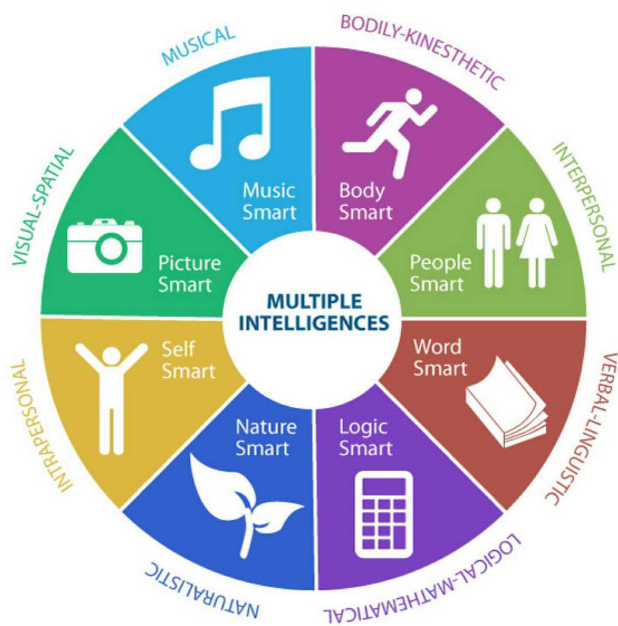 MUSICAL
BODILY-KINESTHETIC
VISUAL-SPATIAL
INTERPERSONAL
Music
Smart
Body
Smart
Picture
Smart
People
Smart
MULTIPLE
INTELLIGENCES
Self
Smart
Word
Smart
Nature
Smart
Logic
Smart
INTRAPERSONAL
VERBAL-LINGUISTIC
NATURALISTIC
LOGICAL-MATHEMATICAL